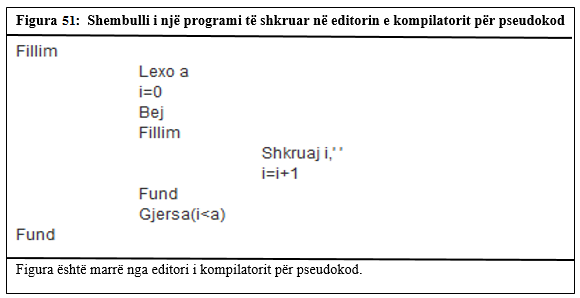 Figura 51: Shembulli i një programi të shkruar në editorin e kompilatorit për pseudokod
Fillim
Lexo a
i=0
Bej
Fillim
Shkruaj i,' '
i=i+1
Fund
Gjersa(i<a)
Fund
Figura është marrë nga editori i kompilatorit për pseudokod.